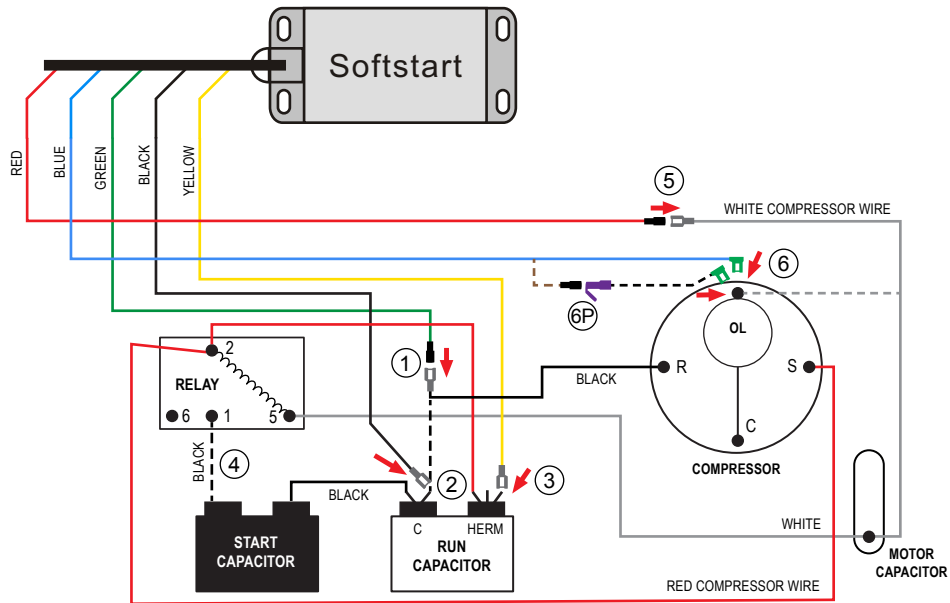 Softstart
RED
BLUE
GREEN
BLACK
YELLOW
5
WHITE COMPRESSOR WIRE
6
6P
OL
2
RELAY
6
1
5
1
BLACK
R
S
C
COMPRESSOR
BLACK
4
BLACK
2
3
C
HERM
START
CAPACITOR
RUN
CAPACITOR
WHITE
MOTOR
CAPACITOR
RED COMPRESSOR WIRE